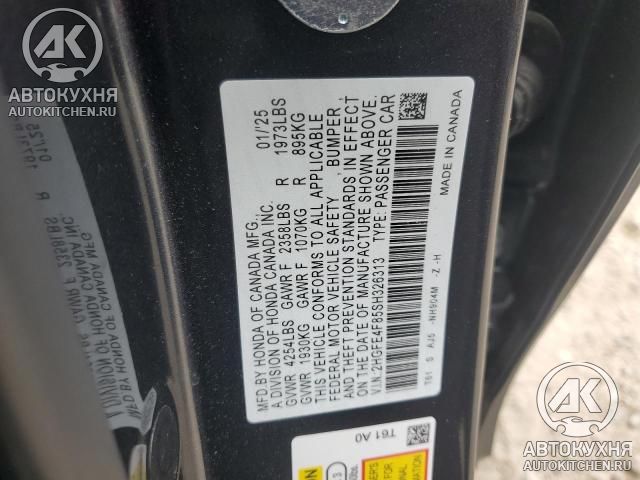 AK
АВТОКУХНЯ
AUTOKITCHEN.RU
MFD.BY HONDA OF CANADA MFG., 01/'25
A DIVISION OF HONDA CANADA INC.
GVWR 4254LBS GAWR F 2358LBS R 1973LBS
GVWR 1930KG GAWR F 1070KG R 895KG
THIS VEHICLE CONFORMS TO ALL APPLICABLE
FEDERAL MOTOR VEHICLE SAFETY , BUMPER ,
AND THEFT PREVENTION STANDARDS IN EFFECT
ON THE DATE OF MANUFACTURE SHOWN ABOVE.
V.I.N:2HGFE4F85SH326313 TYPE: PASSENGER CAR
T61 S AJ5 -NH904M -Z -H
MADE IN CANADA
T61A0
AK
АВТОКУХНЯ
AUTOKITCHEN.RU